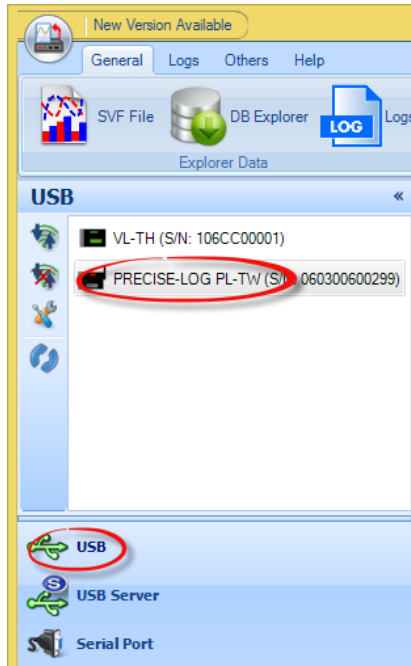 New Version Available
General Logs Others Help
SVF File DB Explorer LOG Logs
Explorer Data
USB «
VL-TH (S/N: 106CC00001)
PRECISE-LOG PL-TW (S/ 060300600299)
USB
S
USB Server
Serial Port